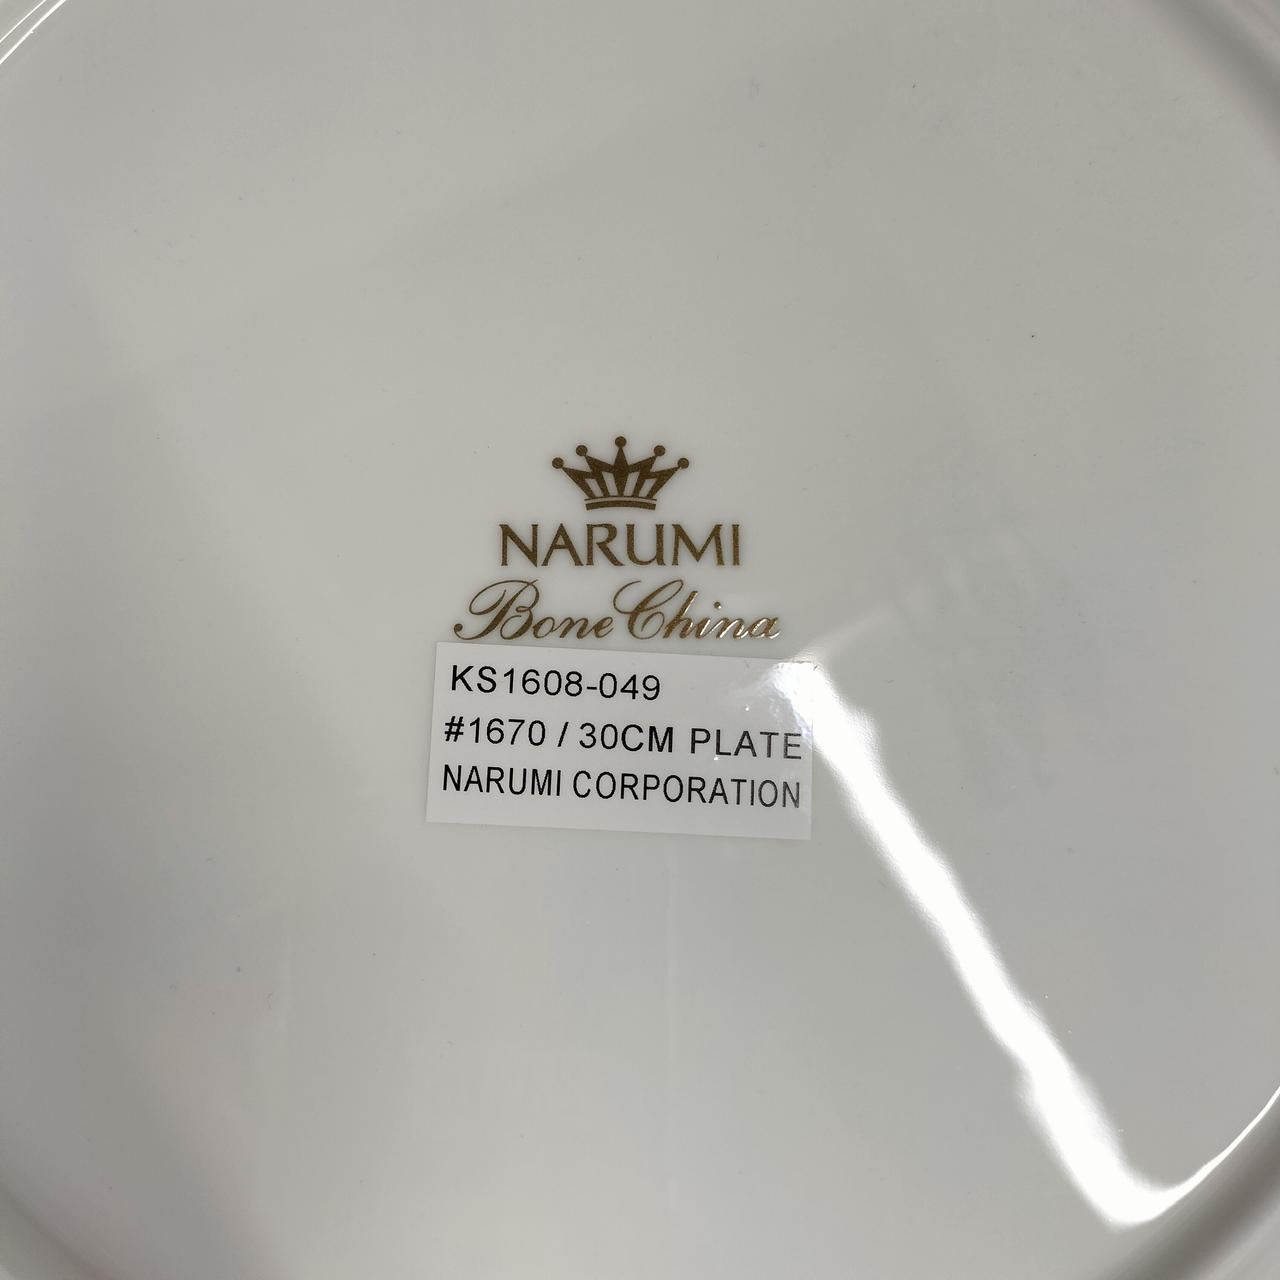 NARUMI
Bone China
KS1608-049
#1670 / 30CM PLATE
NARUMI CORPORATION